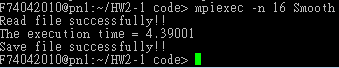 F74042010@pn1:~/HW2-1 code> mpiexec -n 16 Smooth
Read file successfully!!
The execution time = 4.39001
Save file successfully!!
F74042010@pn1:~/HW2-1 code>